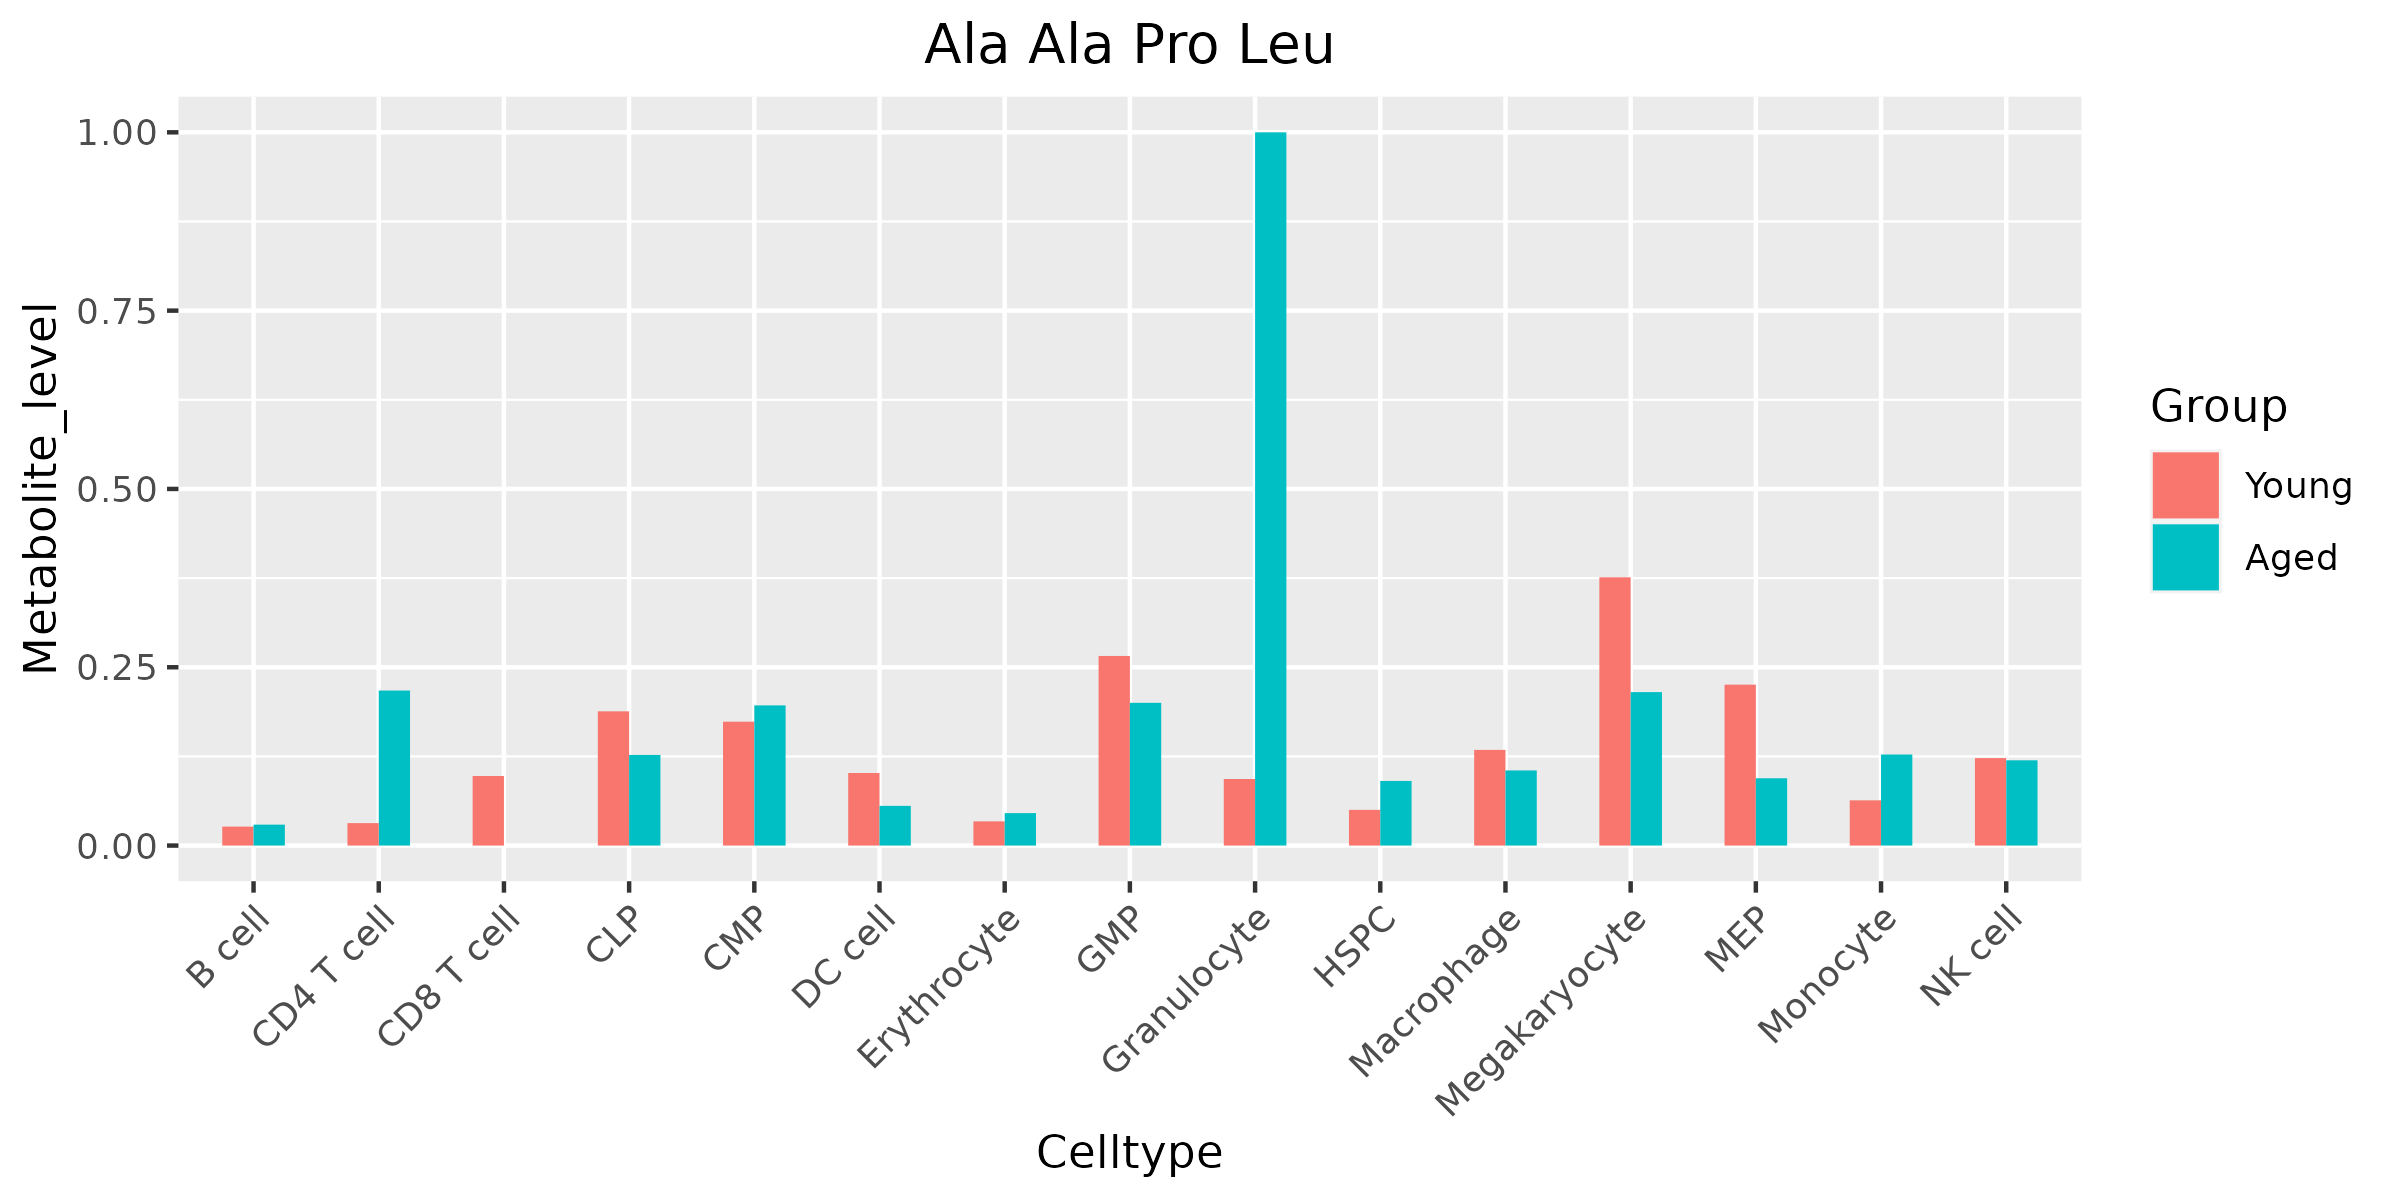 Ala Ala Pro Leu
Metabolite_level
1.00
0.75
0.50
0.25
0.00
B cell
CD4 T cell
CD8 T cell
CLP
CMP
DC cell
Erythrocyte
GMP
Granulocyte
HSPC
Macrophage
Megakaryocyte
MEP
Monocyte
NK cell
Celltype
Group
Young
Aged